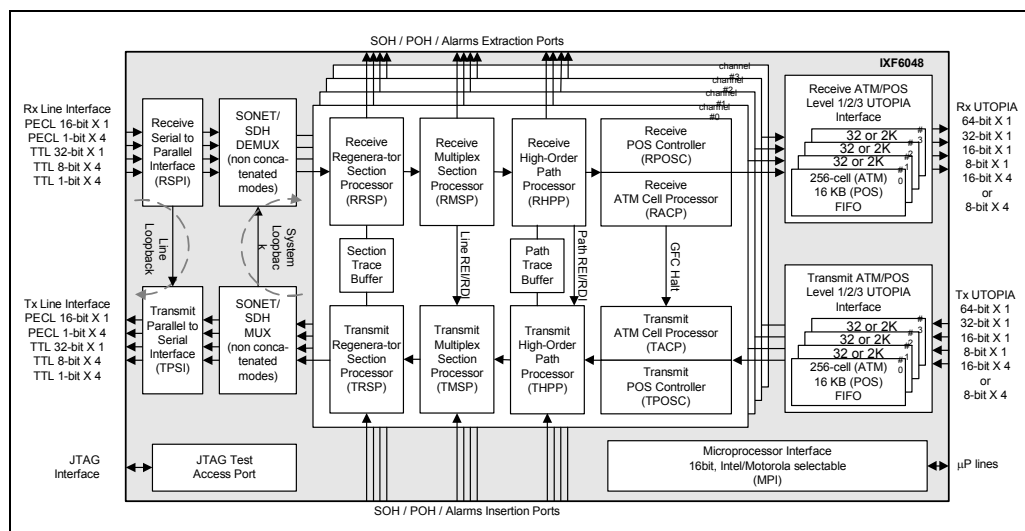 SOH / POH / Alarms Extraction Ports
IXF6048
channel
#3
channel
#2
channel
#1
channel
#0
Rx Line Interface
PECL 16-bit X 1
PECL 1-bit X 4
TTL 32-bit X 1
TTL 8-bit X 4
TTL 1-bit X 4
Receive
Serial to
Parallel
Interface
(RSPI)
SONET/
SDH
DEMUX
(non conca-
tenated
modes)
Receive
Regenera-tor
Section
Processor
(RRSP)
Receive
Multiplex
Section
Processor
(RMSP)
Receive
High-Order
Path
Processor
(RHPP)
Receive
POS Controller
(RPOSC)
Receive
ATM Cell Processor
(RACP)
Receive ATM/POS
Level 1/2/3 UTOPIA
Interface
32 or 2K
#
3
32 or 2K
32 or 2K
256-cell (ATM)
#
0
16 KB (POS)
FIFO
Rx UTOPIA
64-bit X 1
32-bit X 1
16-bit X 1
8-bit X 1
16-bit X 4
or
8-bit X 4
Line
Loopback
System
Loopbac
k
Section
Trace
Buffer
Line REI/RDI
Path
Trace
Buffer
Path REI/RDI
GFC Halt
Tx Line Interface
PECL 16-bit X 1
PECL 1-bit X 4
TTL 32-bit X 1
TTL 8-bit X 4
TTL 1-bit X 4
Transmit
Parallel to
Serial
Interface
(TPSI)
SONET/
SDH
MUX
(non conca-
tenated
modes)
Transmit
Regenera-tor
Section
Processor
(TRSP)
Transmit
Multiplex
Section
Processor
(TMSP)
Transmit
High-Order
Path
Processor
(THPP)
Transmit
ATM Cell Processor
(TACP)
Transmit
POS Controller
(TPOSC)
Transmit ATM/POS
Level 1/2/3 UTOPIA
Interface
32 or 2K
#
3
32 or 2K
32 or 2K
256-cell (ATM)
#
0
16 KB (POS)
FIFO
Tx UTOPIA
64-bit X 1
32-bit X 1
16-bit X 1
8-bit X 1
16-bit X 4
or
8-bit X 4
JTAG
Interface
JTAG Test
Access Port
Microprocessor Interface
16bit, Intel/Motorola selectable
(MPI)
µP lines
SOH / POH / Alarms Insertion Ports